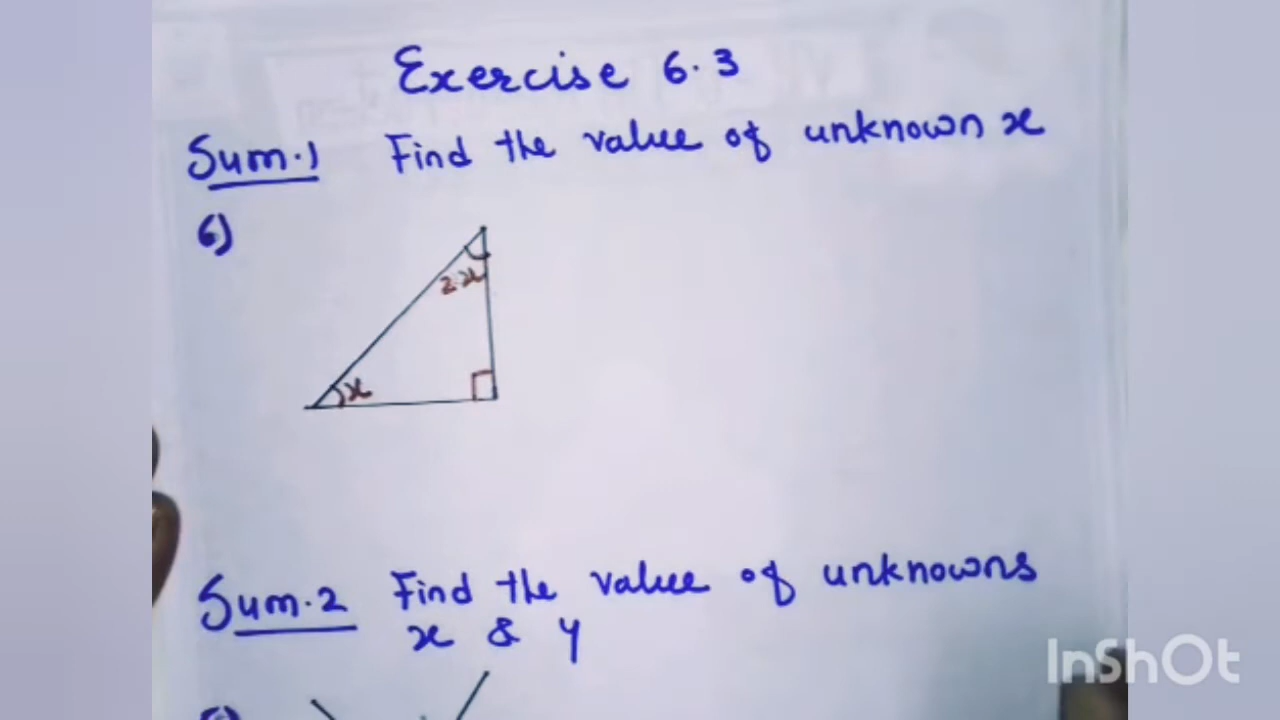 Exercise 6.3
Sum.1 Find the value of unknown x
6)
2x
x
Sum.2 Find the value of unknowns
x & y
InShOt